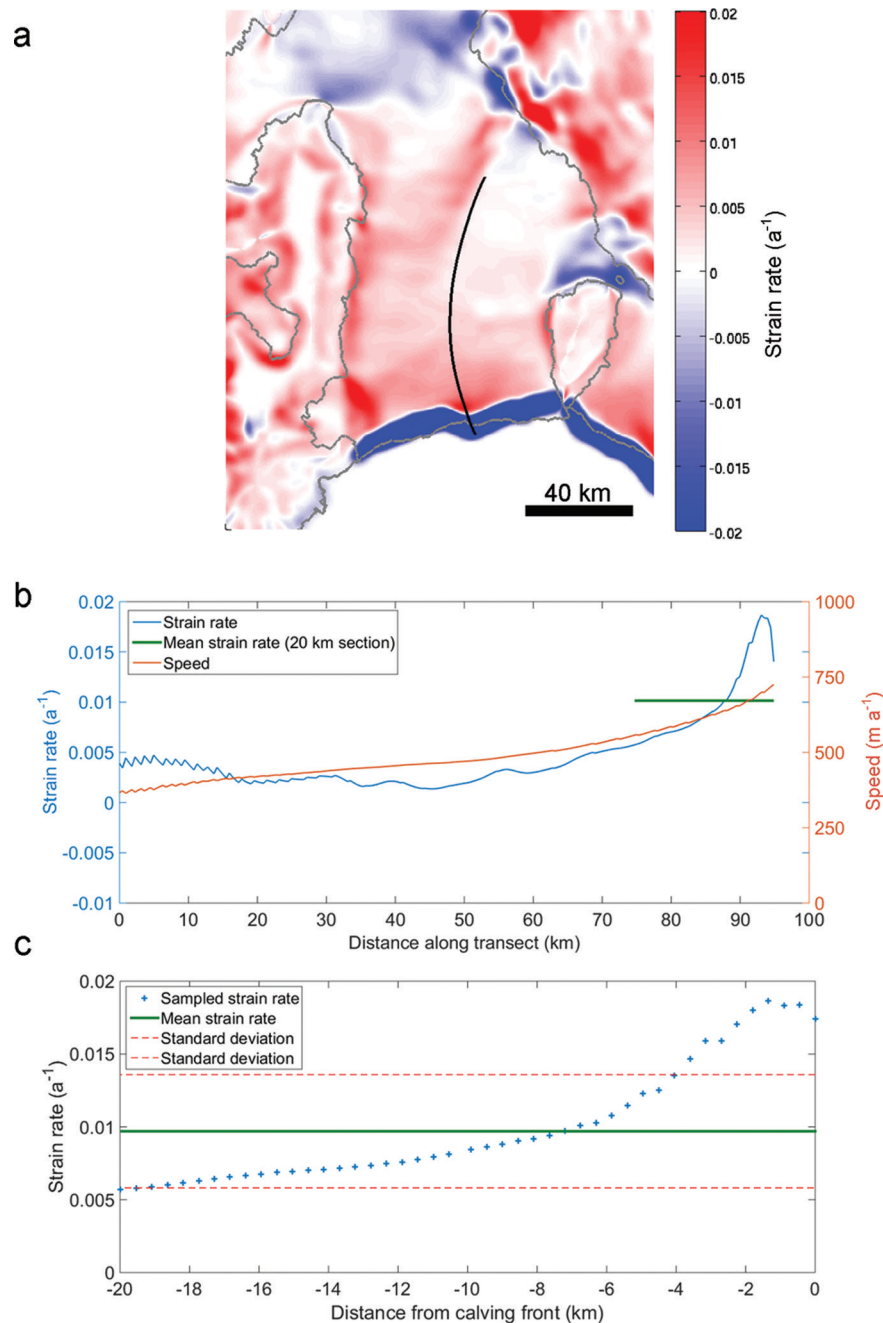 a
0.02
0.015
0.01
0.005
0
-0.005
-0.01
-0.015
-0.02
Strain rate (a⁻¹)
40 km
b
Strain rate
Mean strain rate (20 km section)
Speed
0.02
0.015
0.01
0.005
0
-0.005
-0.01
Strain rate (a⁻¹)
1000
750
500
250
0
Speed (m a⁻¹)
0 10 20 30 40 50 60 70 80 90 100
Distance along transect (km)
c
Sampled strain rate
Mean strain rate
Standard deviation
Standard deviation
0.02
0.015
0.01
0.005
0
Strain rate (a⁻¹)
-20 -18 -16 -14 -12 -10 -8 -6 -4 -2 0
Distance from calving front (km)